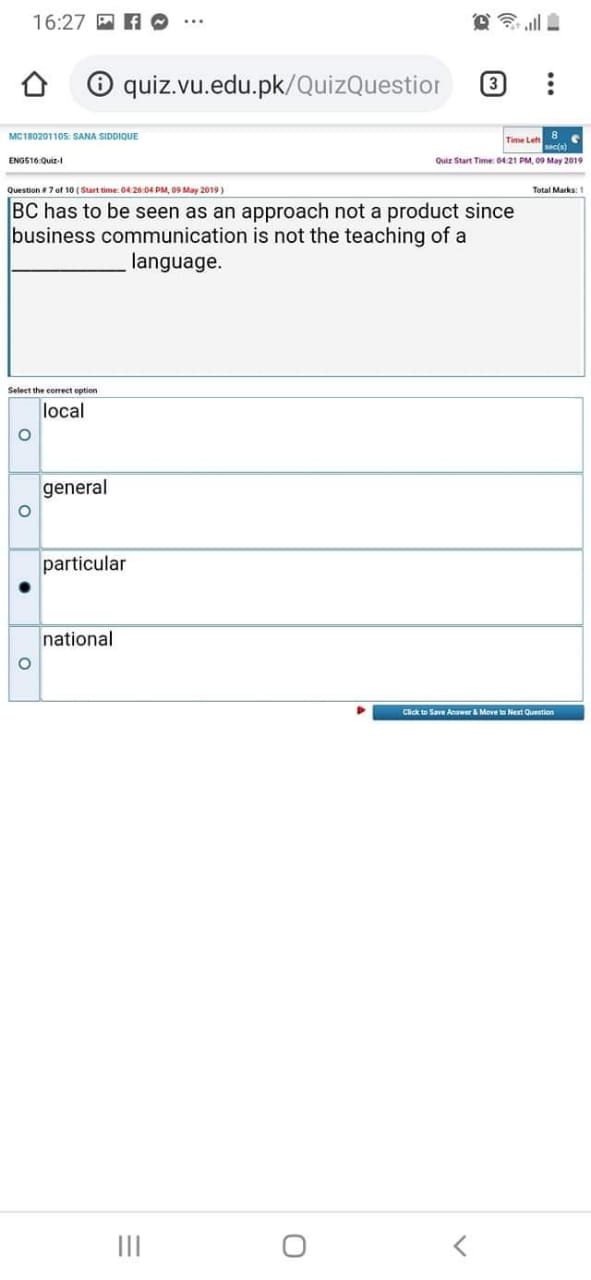 16:27
quiz.vu.edu.pk/QuizQuestior
3
MC180201105: SANA SIDDIQUE
Time Left 8 sec(s)
ENG516:Quiz-I
Quiz Start Time: 04:21 PM, 09 May 2019
Question # 7 of 10 ( Start time: 04:26:04 PM, 09 May 2019 )
Total Marks: 1
BC has to be seen as an approach not a product since
business communication is not the teaching of a
___________ language.
Select the correct option
local
general
particular
national
Click to Save Answer & Move to Next Question